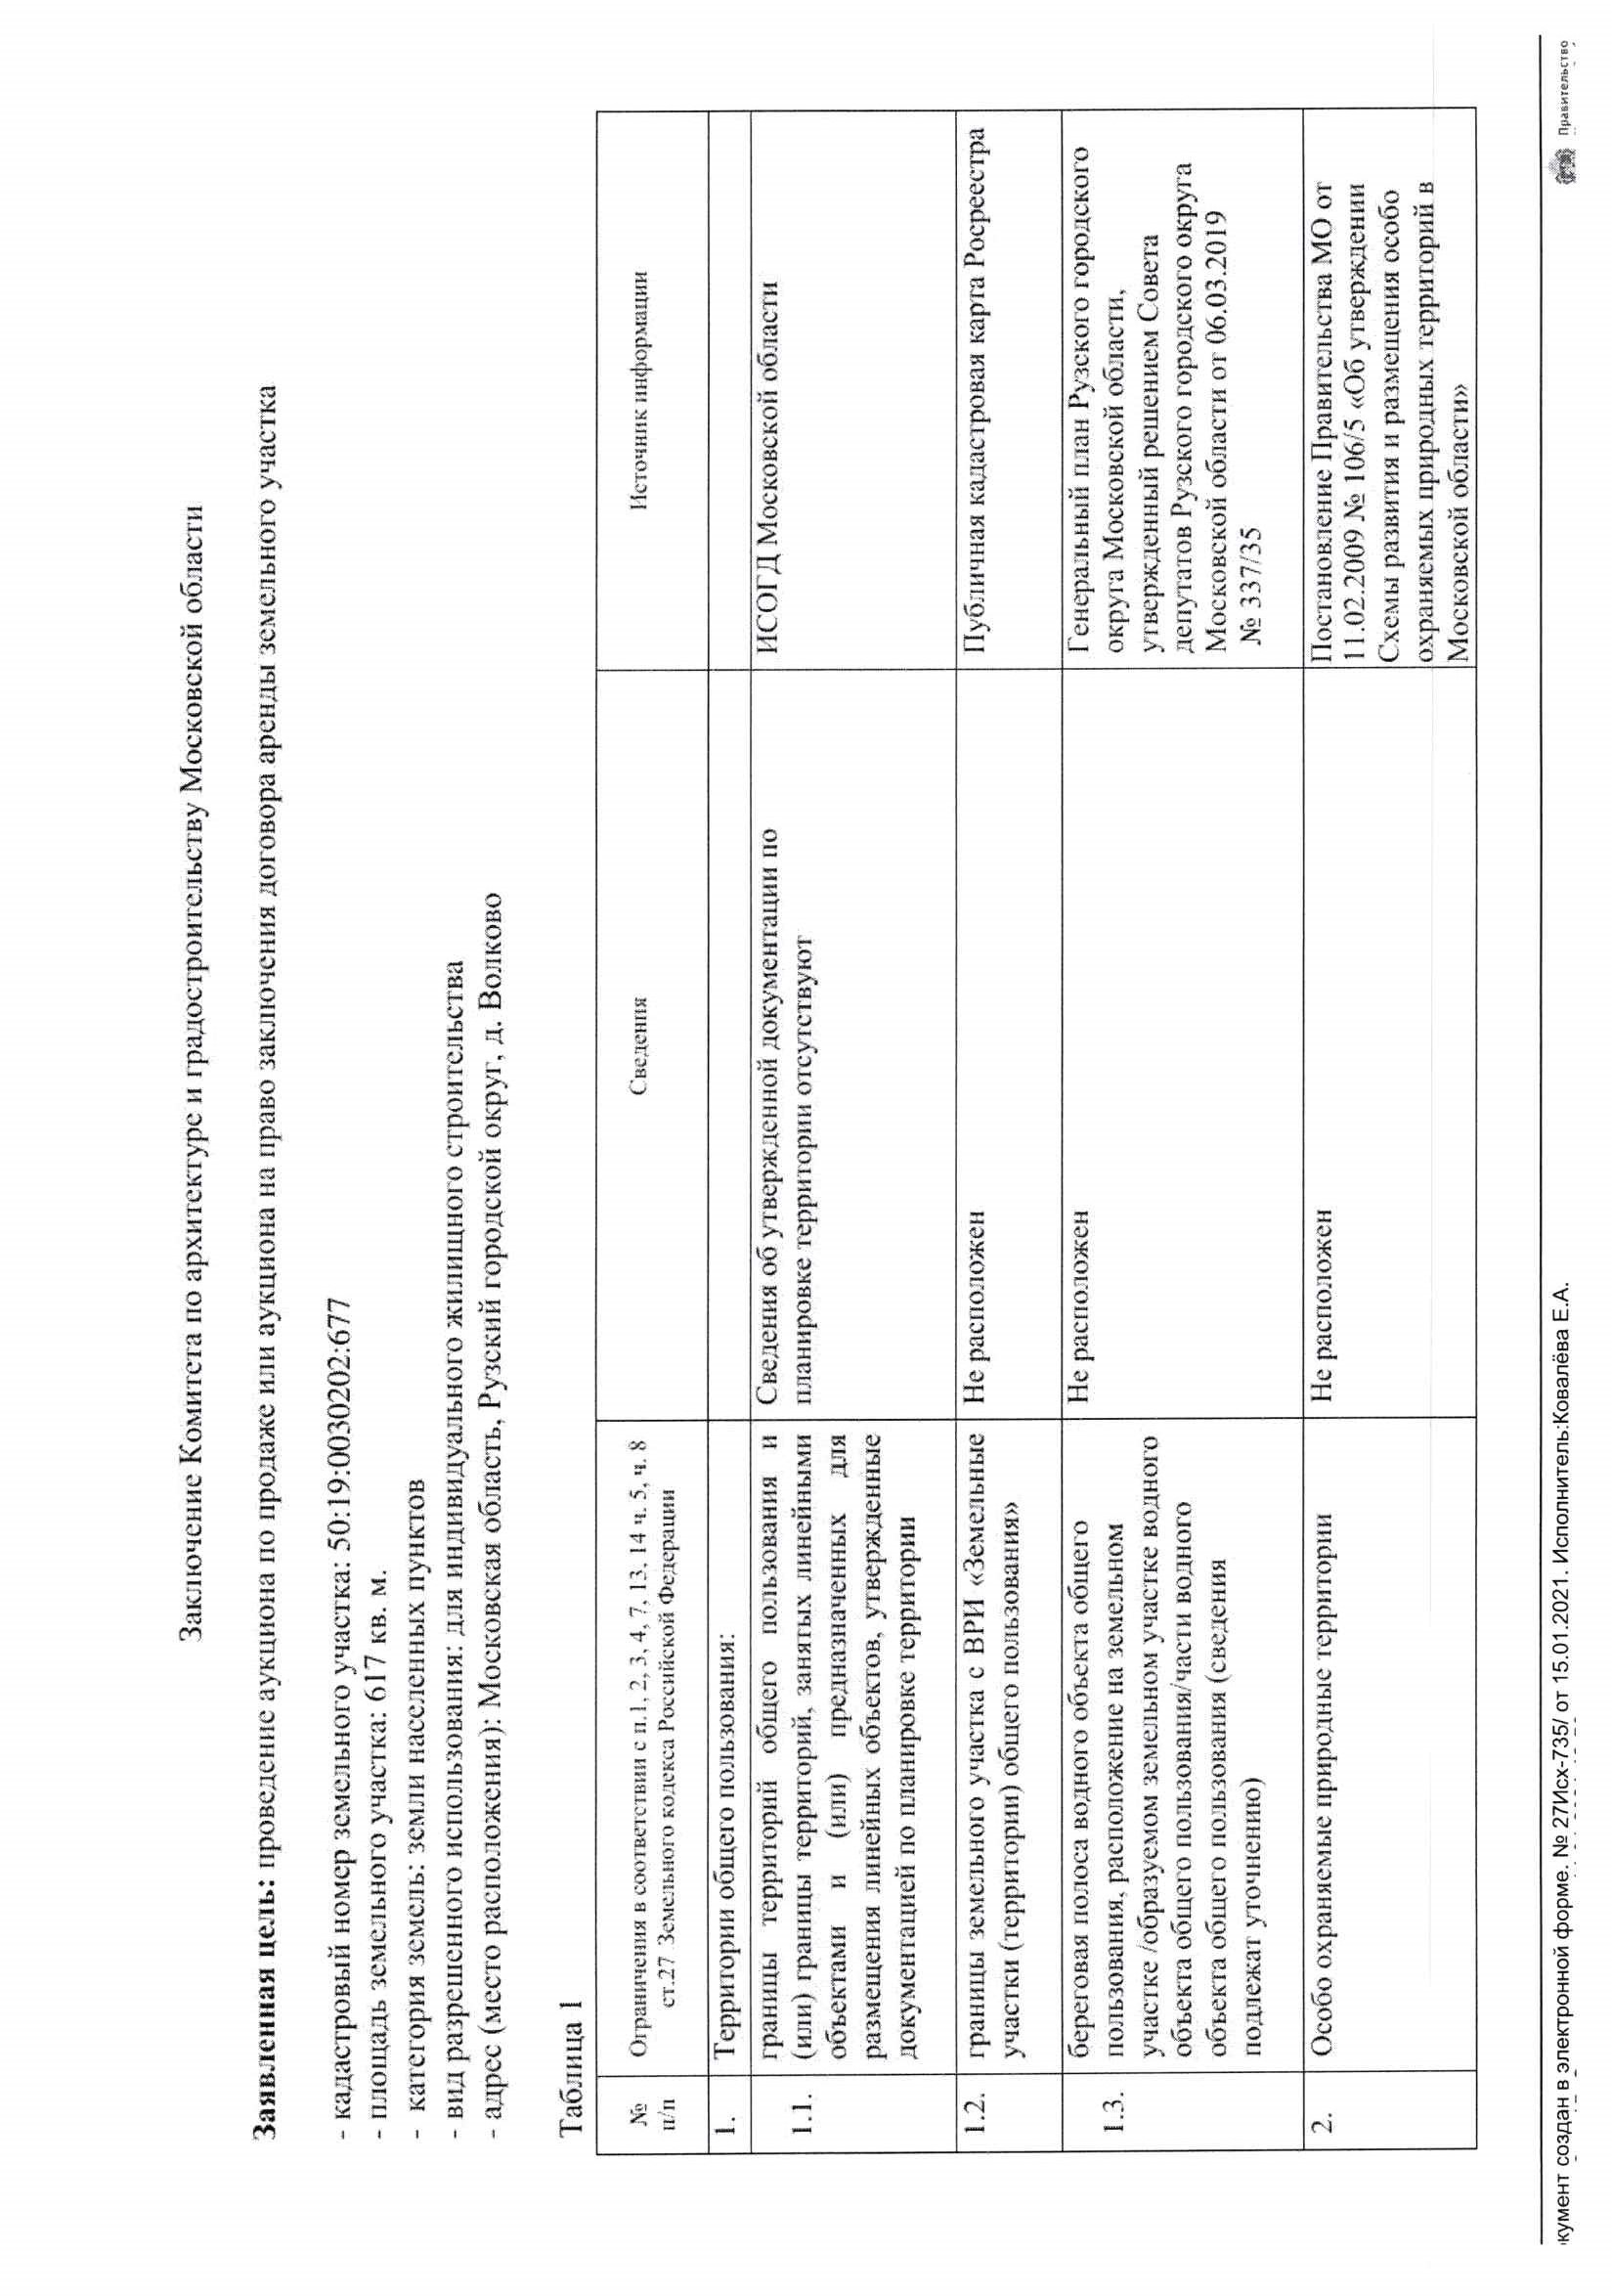 Заключение Комитета по архитектуре и градостроительству Московской области
Заявленная цель: проведение аукциона по продаже или аукциона на право заключения договора аренды земельного участка
- кадастровый номер земельного участка: 50:19:0030202:677
- площадь земельного участка: 617 кв. м.
- категория земель: земли населенных пунктов
- вид разрешенного использования: для индивидуального жилищного строительства
- адрес (место расположения): Московская область, Рузский городской округ, д. Волково
Таблица 1
№
п/п
Ограничения в соответствии с п.1, 2, 3, 4, 7, 13, 14 ч. 5, ч. 8
ст.27 Земельного кодекса Российской Федерации
Сведения
Источник информации
1.
Территории общего пользования:
1.1.
границы территорий общего пользования и
(или) границы территорий, занятых линейными
объектами и (или) предназначенных для
размещения линейных объектов, утвержденные
документацией по планировке территории
Сведения об утвержденной документации по
планировке территории отсутствуют
ИСОГД Московской области
1.2.
границы земельного участка с ВРИ «Земельные
участки (территории) общего пользования»
Не расположен
Публичная кадастровая карта Росреестра
1.3.
береговая полоса водного объекта общего
пользования, расположение на земельном
участке /образуемом земельном участке водного
объекта общего пользования/части водного
объекта общего пользования (сведения
подлежат уточнению)
Не расположен
Генеральный план Рузского городского
округа Московской области,
утвержденный решением Совета
депутатов Рузского городского округа
Московской области от 06.03.2019
№ 337/35
2.
Особо охраняемые природные территории
Не расположен
Постановление Правительства МО от
11.02.2009 № 106/5 «Об утверждении
Схемы развития и размещения особо
охраняемых природных территорий в
Московской области»
кумент создан в электронной форме. № 27Исх-735/ от 15.01.2021. Исполнитель:Ковалёва Е.А.
Правительство